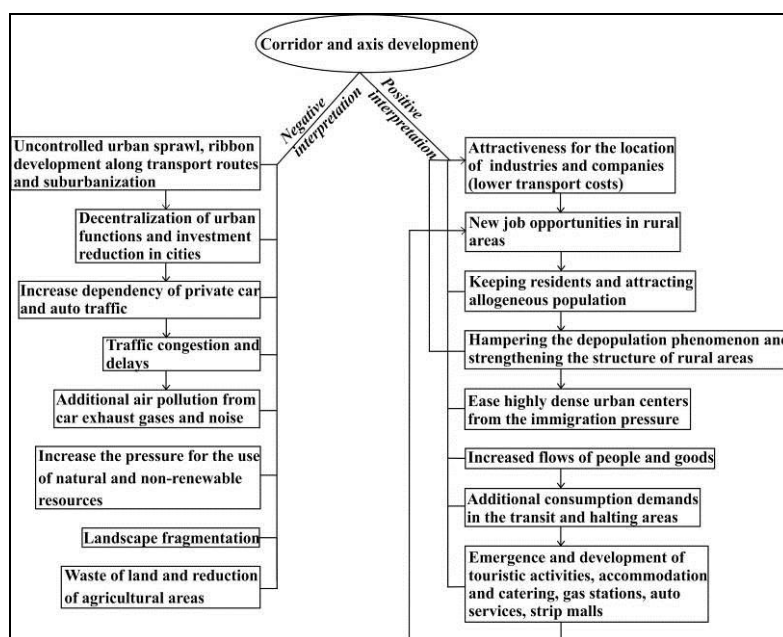 Corridor and axis development
Negative
interpretation
Positive
interpretation
Uncontrolled urban sprawl, ribbon
development along transport routes
and suburbanization
Decentralization of urban
functions and investment
reduction in cities
Increase dependency of private car
and auto traffic
Traffic congestion and
delays
Additional air pollution from
car exhaust gases and noise
Increase the pressure for the use
of natural and non-renewable
resources
Landscape fragmentation
Waste of land and reduction
of agricultural areas
Attractiveness for the location
of industries and companies
(lower transport costs)
New job opportunities in rural
areas
Keeping residents and attracting
allogeneous population
Hampering the depopulation phenomenon and
strengthening the structure of rural areas
Ease highly dense urban centers
from the immigration pressure
Increased flows of people and goods
Additional consumption demands
in the transit and halting areas
Emergence and development of
touristic activities, accommodation
and catering, gas stations, auto
services, strip malls